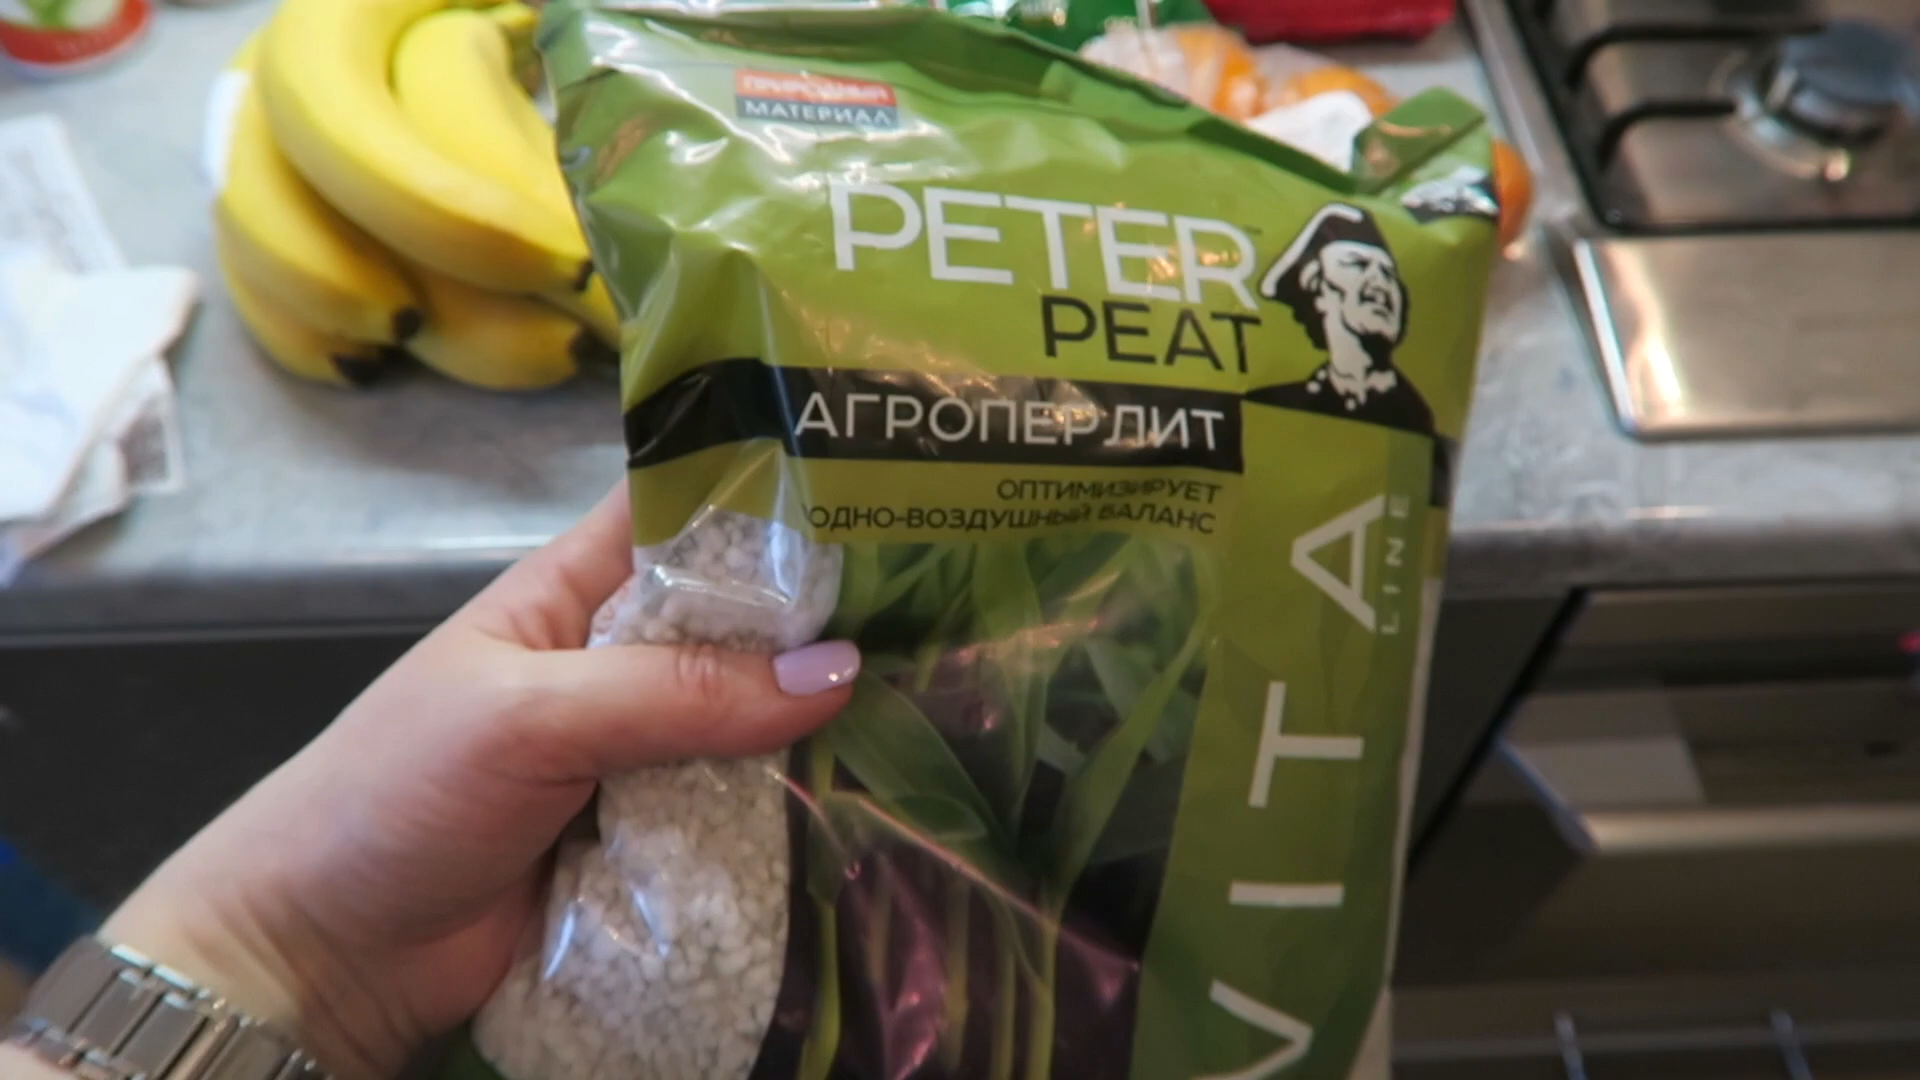 ПРИРОДНЫЙ
МАТЕРИАЛ
PETER
PEAT
АГРОПЕРЛИТ
ОПТИМИЗИРУЕТ
ОДНО-ВОЗДУШНЫЙ БАЛАНС
VITA
LINE